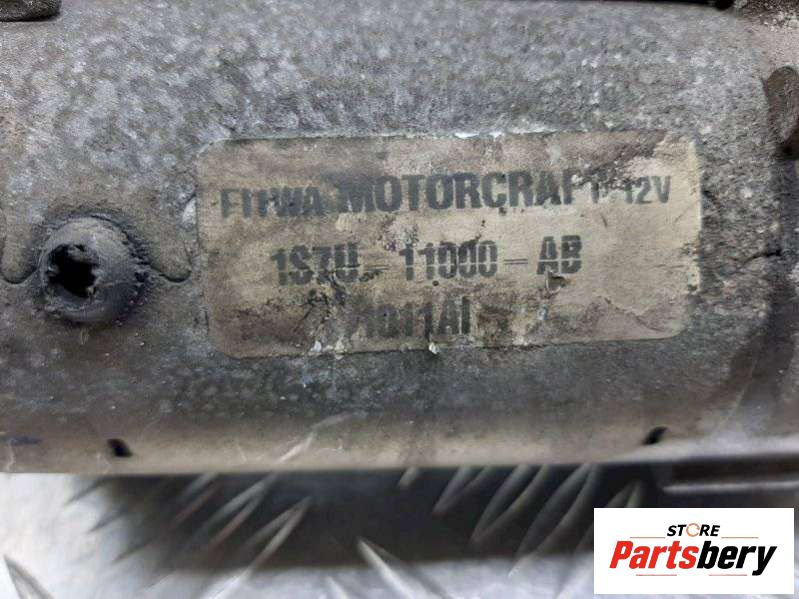 MOTORCRAFT 12V
1S7U-11000-AB
STORE
Partsbery